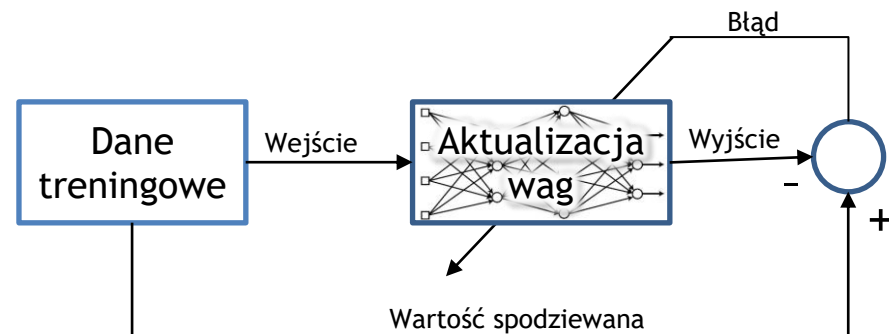 Błąd
Dane
treningowe
Wejście
Aktualizacja
wag
Wyjście
–
+
Wartość spodziewana